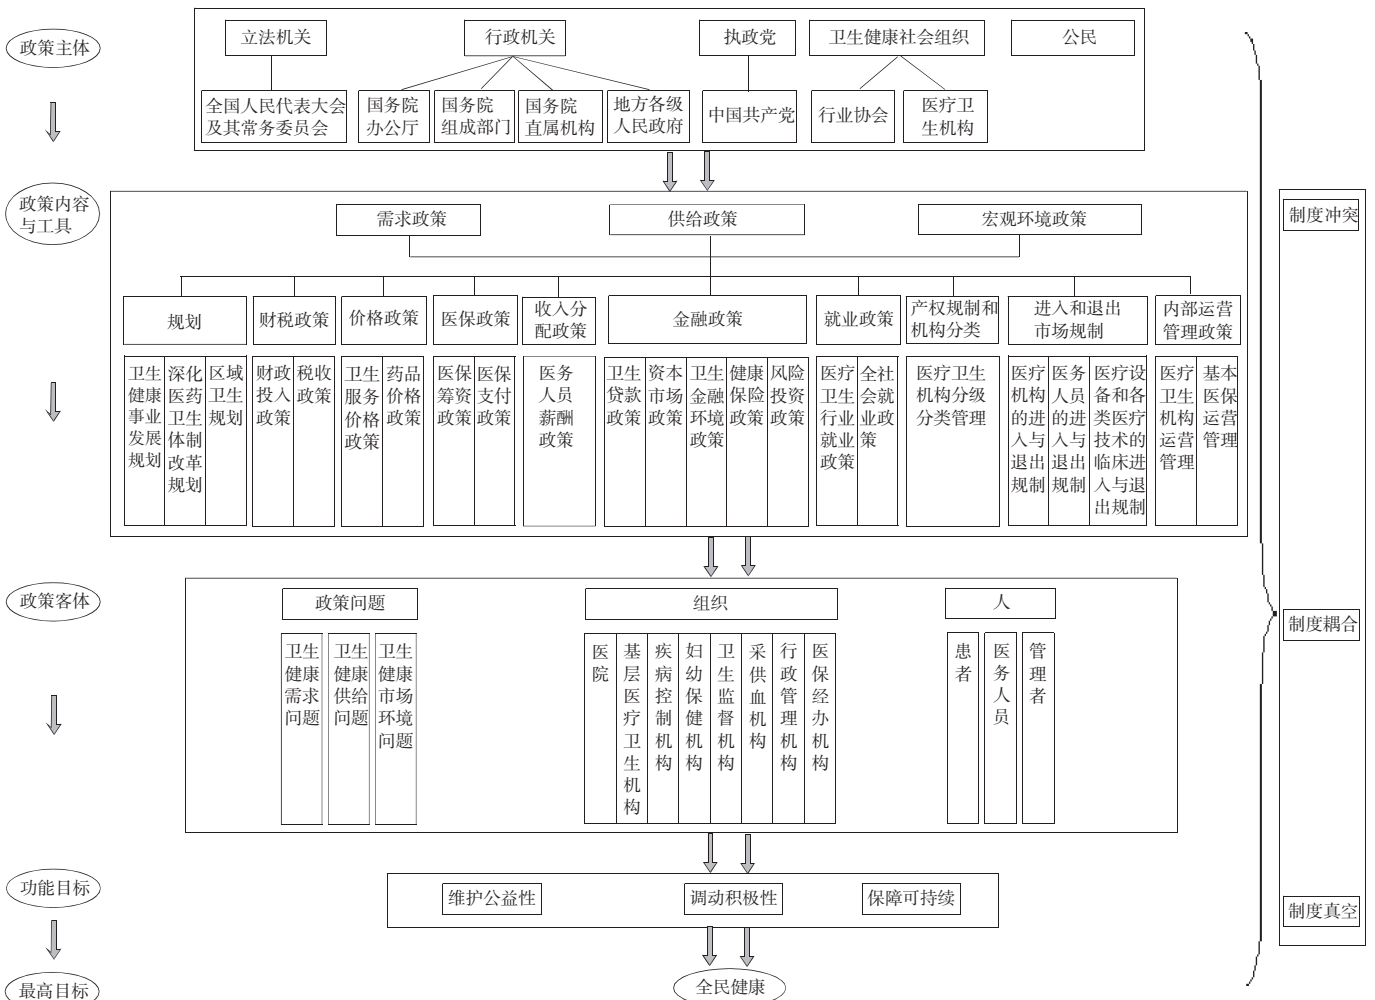 政策主体
立法机关
行政机关
执政党
卫生健康社会组织
公民
全国人民代表大会
及其常务委员会
国务院
办公厅
国务院
组成部门
国务院
直属机构
地方各级
人民政府
中国共产党
行业协会
医疗卫
生机构
政策内容
与工具
需求政策
供给政策
宏观环境政策
制度冲突
规划
财税政策
价格政策
医保政策
收入分
配政策
金融政策
就业政策
产权规制和
机构分类
进入和退出
市场规制
内部运营
管理政策
卫生
健康
事业
发展
规划
深化
医药
卫生
体制
改革
规划
区域
卫生
规划
财政
投入
政策
税收
政策
卫生
服务
价格
政策
药品
价格
政策
医保
筹资
政策
医保
支付
政策
医务
人员
薪酬
政策
卫生
贷款
政策
资本
市场
政策
卫生
金融
环境
政策
健康
保险
政策
风险
投资
政策
医疗
卫生
行业
就业
政策
全社
会就
业政
策
医疗卫生
机构分级
分类管理
医疗
机构
的进
入与
退出
规制
医务
人员
的进
入与
退出
规制
医疗设
备和各
类医疗
技术的
临床进
入与退
出规制
医疗
卫生
机构
运营
管理
基本
医保
运营
管理
政策客体
政策问题
组织
人
制度耦合
卫生
健康
需求
问题
卫生
健康
供给
问题
卫生
健康
市场
环境
问题
医院
基层医疗卫生机构
疾病控制机构
妇幼保健机构
卫生监督机构
采供血机构
行政管理机构
医保经办机构
患者
医务人员
管理者
功能目标
维护公益性
调动积极性
保障可持续
制度真空
最高目标
全民健康